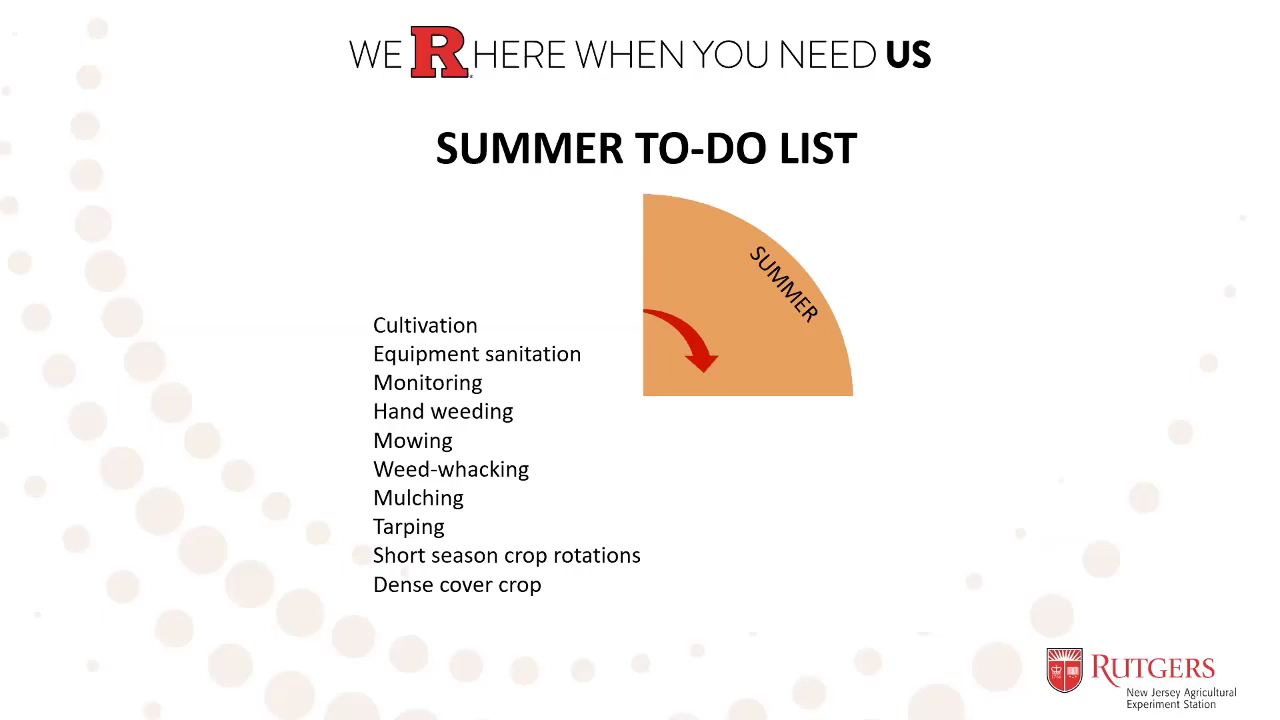 WE R HERE WHEN YOU NEED US
SUMMER TO-DO LIST
SUMMER
Cultivation
Equipment sanitation
Monitoring
Hand weeding
Mowing
Weed-whacking
Mulching
Tarping
Short season crop rotations
Dense cover crop
RUTGERS
New Jersey Agricultural
Experiment Station